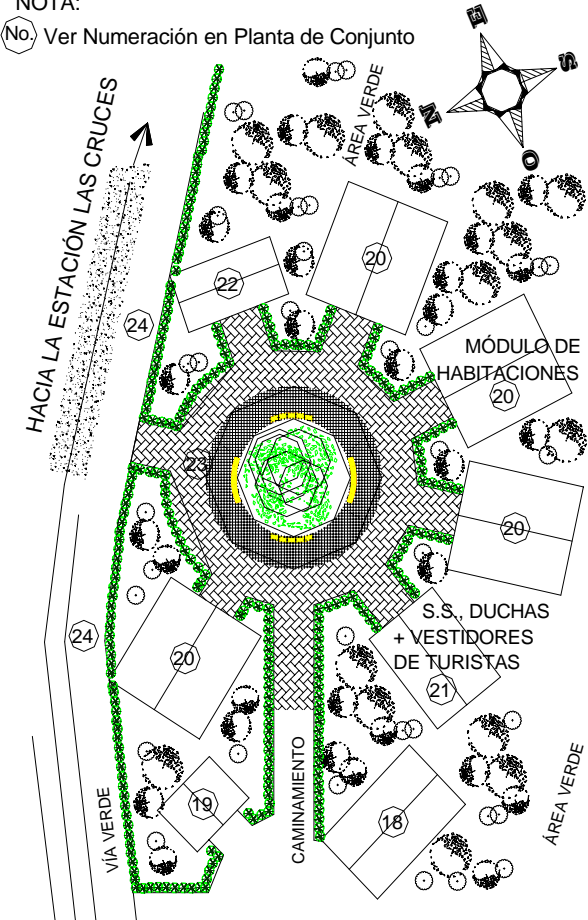 NOTA:
No. Ver Numeración en Planta de Conjunto
E
S
N
O
ÁREA VERDE
HACIA LA ESTACIÓN LAS CRUCES
20
22
24
MÓDULO DE
HABITACIONES
20
23
20
S.S., DUCHAS
+ VESTIDORES
DE TURISTAS
21
24
20
19
18
VÍA VERDE
CAMINAMIENTO
ÁREA VERDE